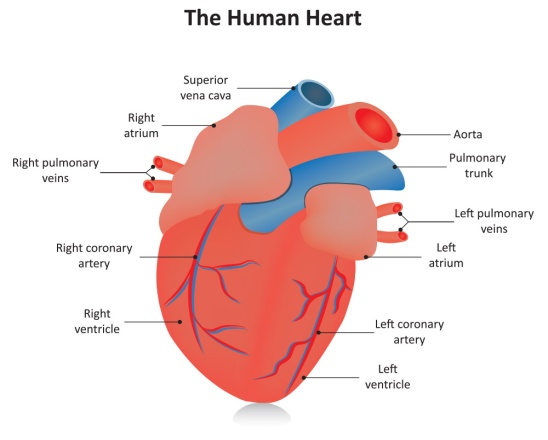 The Human Heart
Superior
vena cava
Right
atrium
Right pulmonary
veins
Right coronary
artery
Right
ventricle
Aorta
Pulmonary
trunk
Left pulmonary
veins
Left
atrium
Left coronary
artery
Left
ventricle